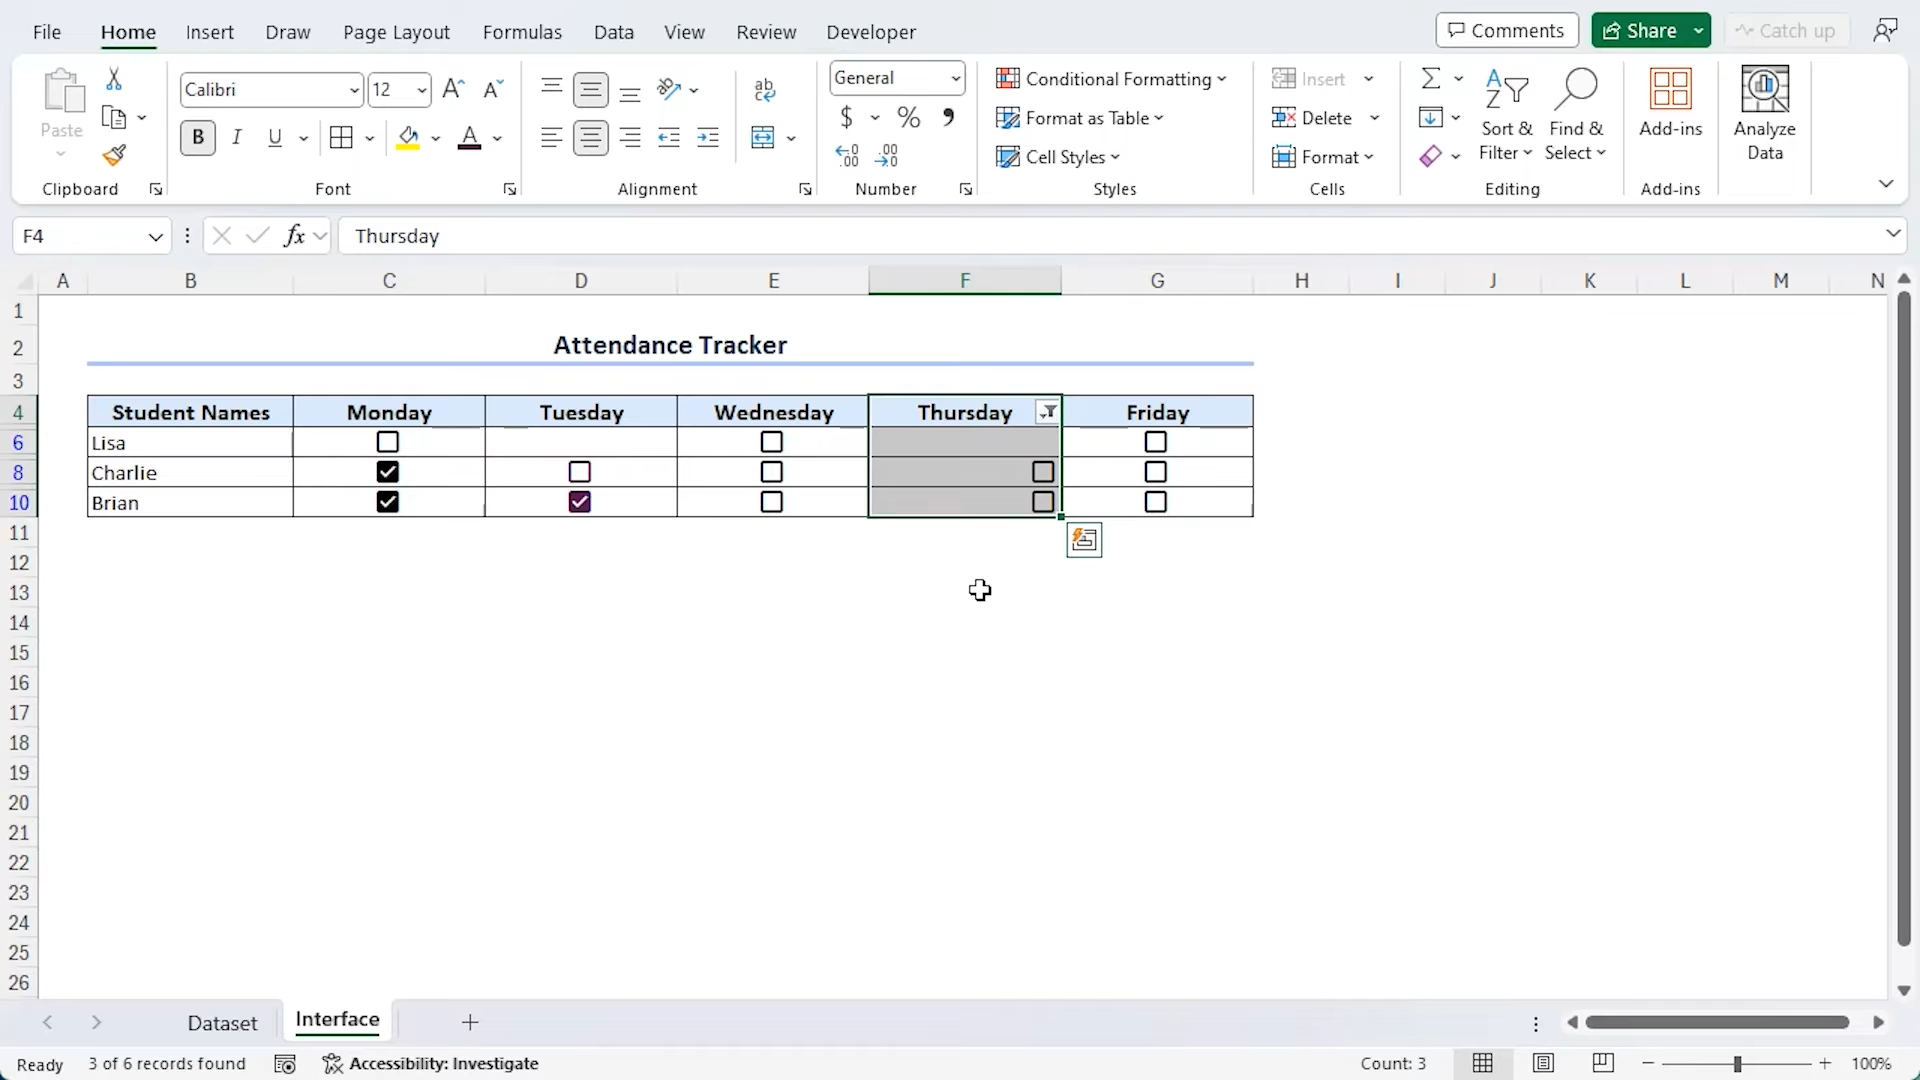 File Home Insert Draw Page Layout Formulas Data View Review Developer Comments Share Catch up
Paste Calibri 12 General Conditional Formatting Insert
B I U A ab $ % , Format as Table Delete Sort & Filter Find & Select Add-ins Analyze Data
Cell Styles Format
Clipboard Font Alignment Number Styles Cells Editing Add-ins
F4 fx Thursday
A B C D E F G H I J K L M N
1
2 Attendance Tracker
3
4 Student Names Monday Tuesday Wednesday Thursday Friday
6 Lisa
8 Charlie
10 Brian
11
12
13
14
15
16
17
18
19
20
21
22
23
24
25
26
Dataset Interface
Ready 3 of 6 records found Accessibility: Investigate Count: 3 100%